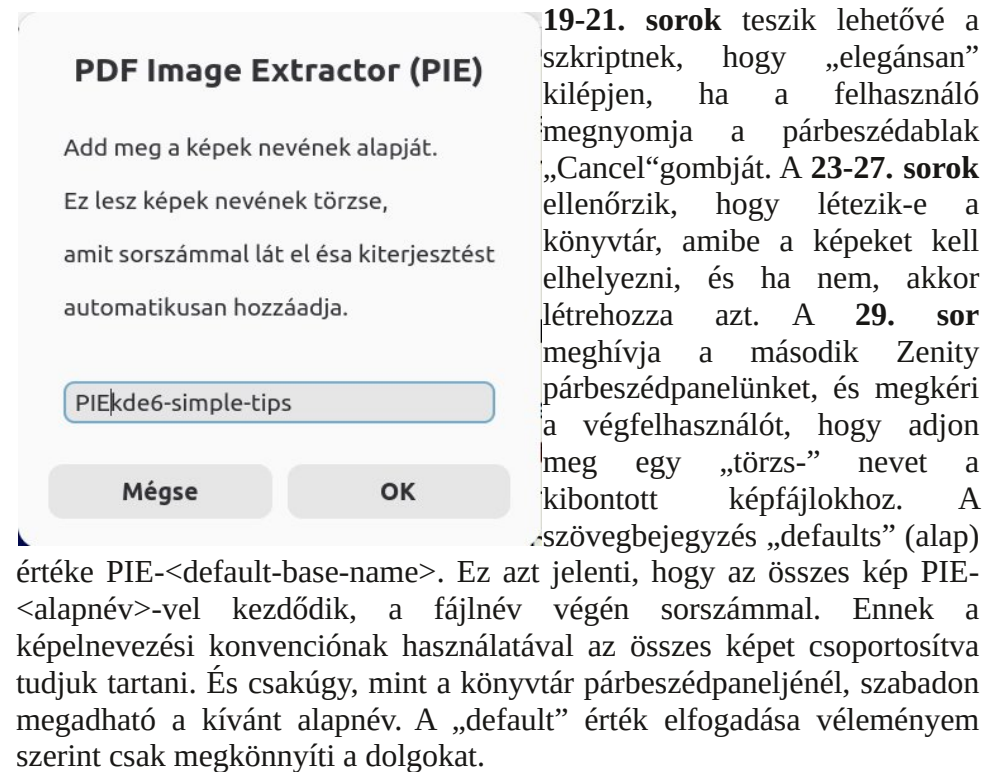 PDF Image Extractor (PIE)
Add meg a képek nevének alapját.
Ez lesz képek nevének törzse,
amit sorszámmal lát el ésa kiterjesztést
automatikusan hozzáadja.
PIEkde6-simple-tips
Mégse
OK
19-21. sorok teszik lehetővé a
szkriptnek, hogy „elegánsan”
kilépjen, ha a felhasználó
megnyomja a párbeszédablak
„Cancel“gombját. A 23-27. sorok
ellenőrzik, hogy létezik-e a
könyvtár, amibe a képeket kell
elhelyezni, és ha nem, akkor
létrehozza azt. A 29. sor
meghívja a második Zenity
párbeszédpanelünket, és megkéri
a végfelhasználót, hogy adjon
meg egy „törzs-” nevet a
kibontott képfájlokhoz. A
szövegbejegyzés „defaults” (alap)
értéke PIE-<default-base-name>. Ez azt jelenti, hogy az összes kép PIE-
<alapnév>-vel kezdődik, a fájlnév végén sorszámmal. Ennek a
képelnevezési konvenciónak használatával az összes képet csoportosítva
tudjuk tartani. És csakúgy, mint a könyvtár párbeszédpaneljénél, szabadon
megadható a kívánt alapnév. A „default” érték elfogadása véleményem
szerint csak megkönnyíti a dolgokat.